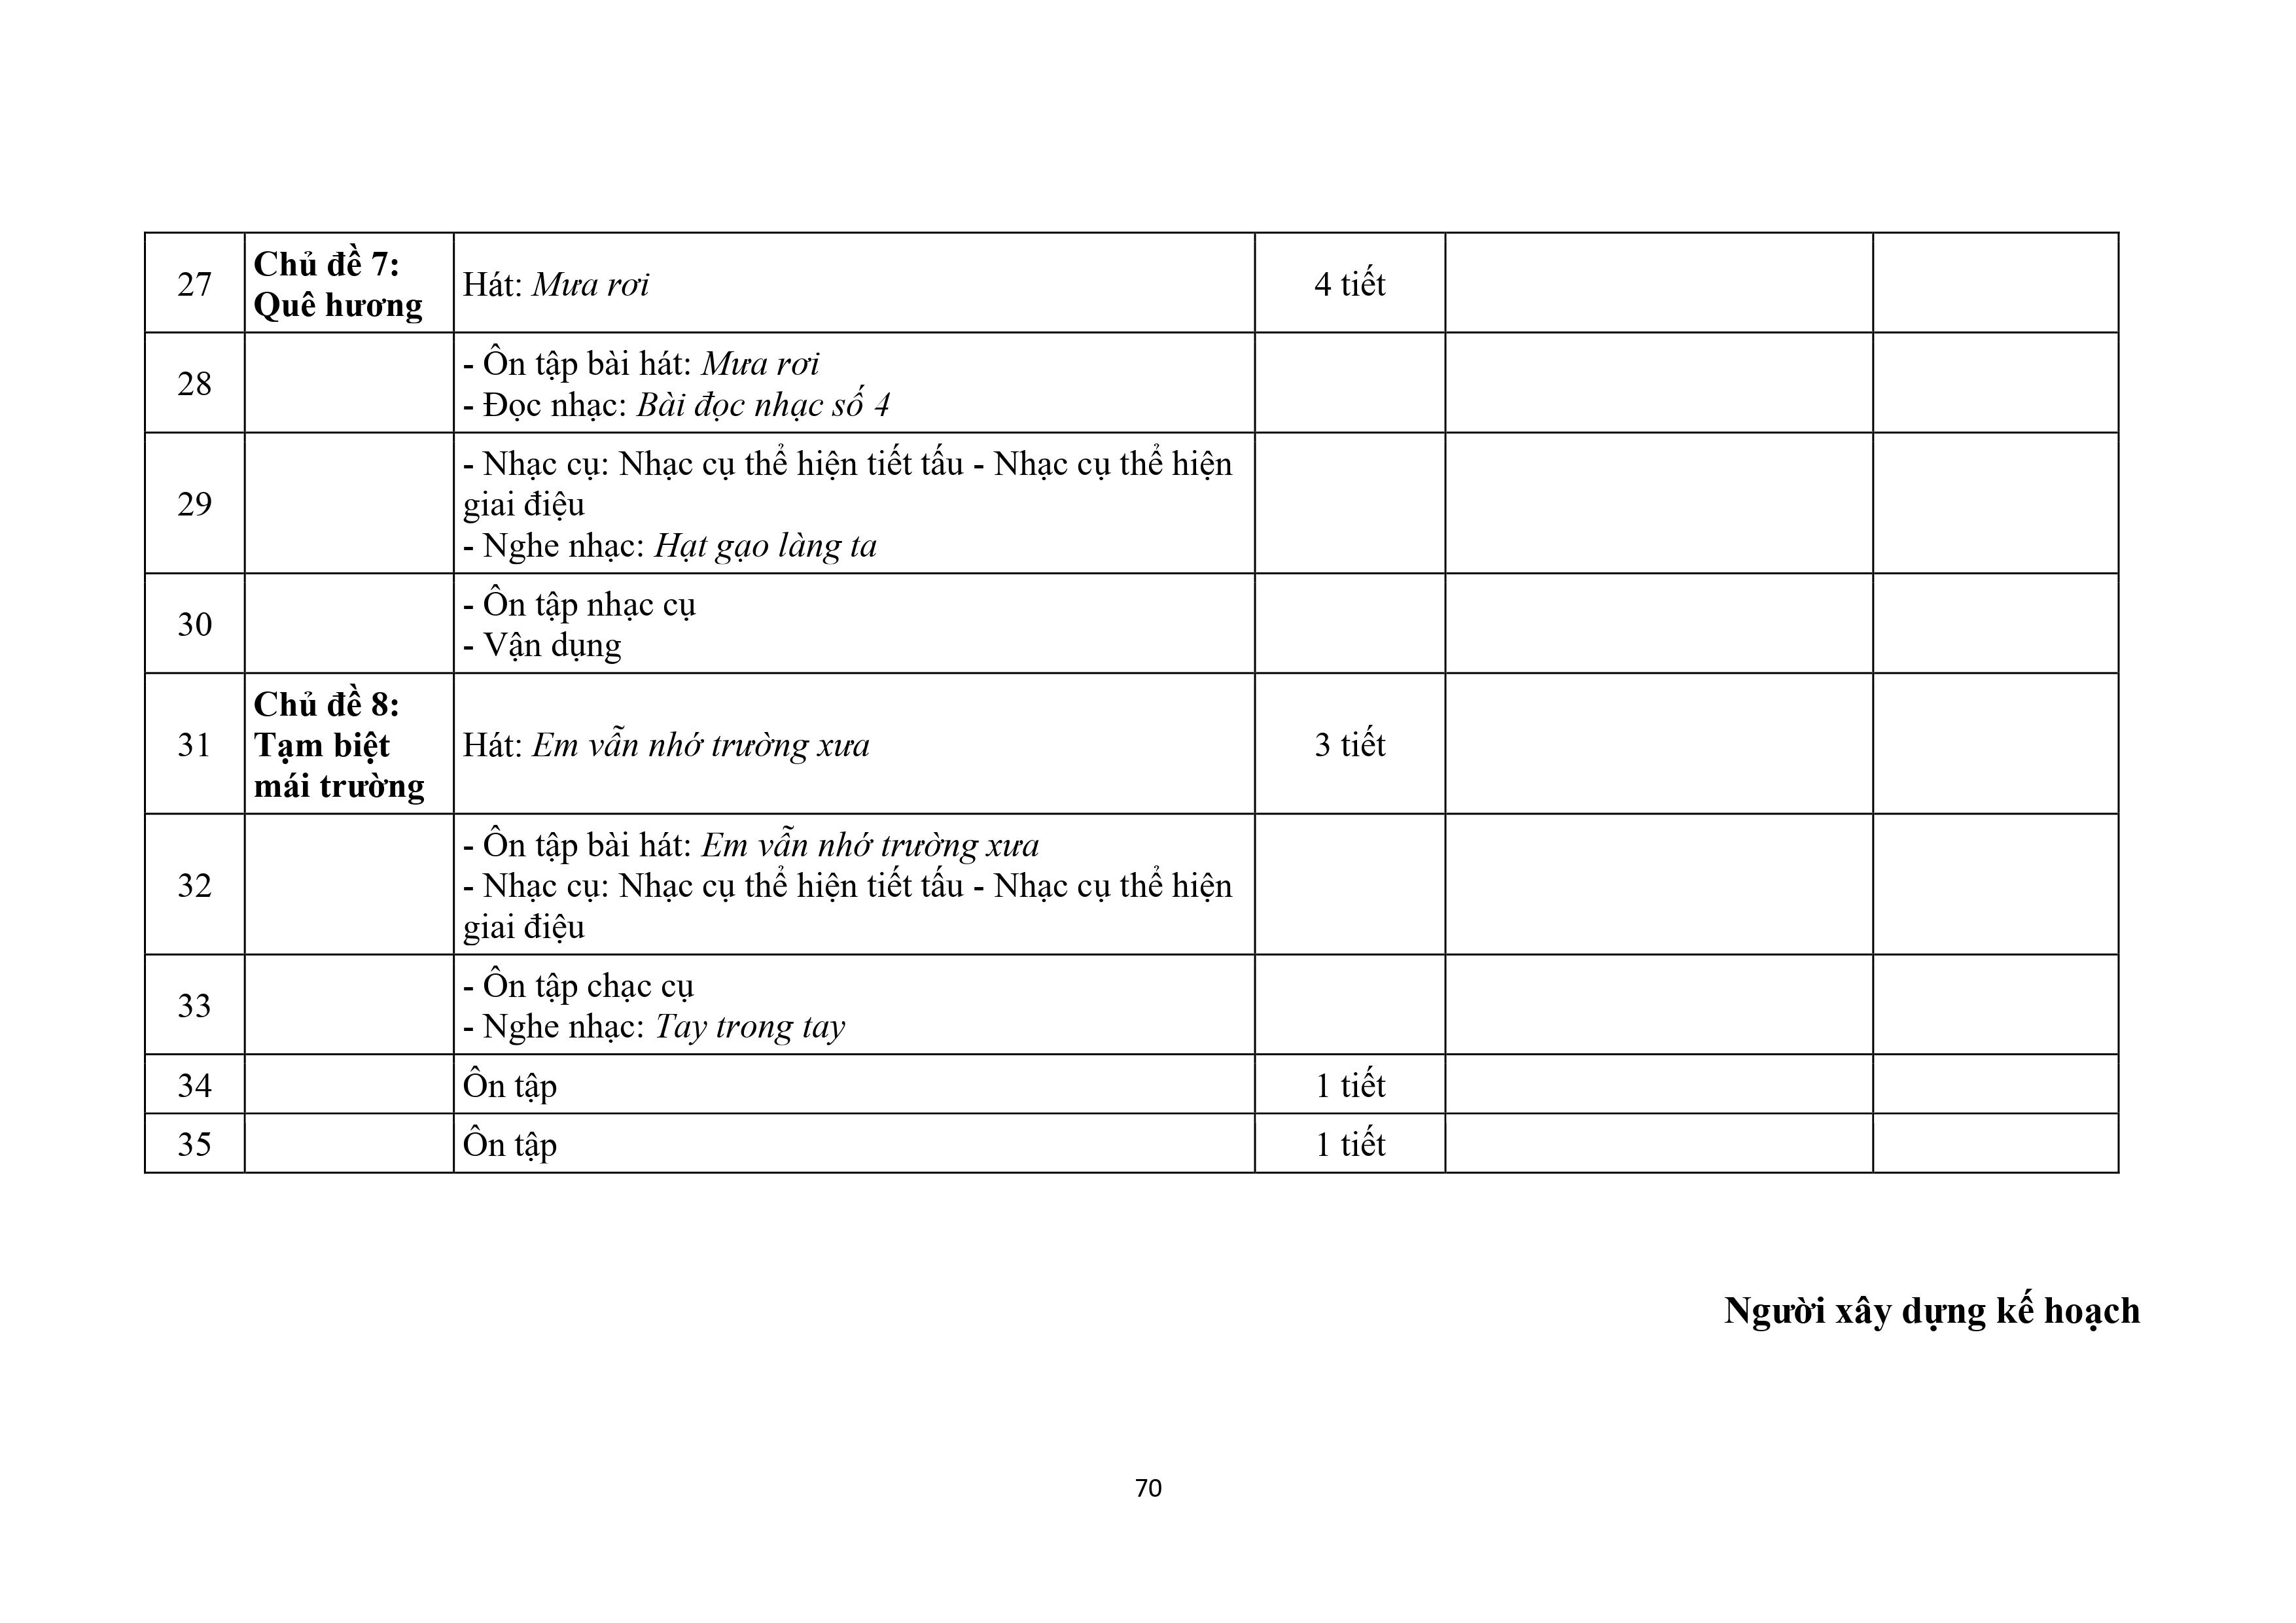 27
Chủ đề 7:
Quê hương
Hát: Mưa rơi
4 tiết
28
- Ôn tập bài hát: Mưa rơi
- Đọc nhạc: Bài đọc nhạc số 4
29
- Nhạc cụ: Nhạc cụ thể hiện tiết tấu - Nhạc cụ thể hiện
giai điệu
- Nghe nhạc: Hạt gạo làng ta
30
- Ôn tập nhạc cụ
- Vận dụng
31
Chủ đề 8:
Tạm biệt
mái trường
Hát: Em vẫn nhớ trường xưa
3 tiết
32
- Ôn tập bài hát: Em vẫn nhớ trường xưa
- Nhạc cụ: Nhạc cụ thể hiện tiết tấu - Nhạc cụ thể hiện
giai điệu
33
- Ôn tập chạc cụ
- Nghe nhạc: Tay trong tay
34
Ôn tập
1 tiết
35
Ôn tập
1 tiết
Người xây dựng kế hoạch
70